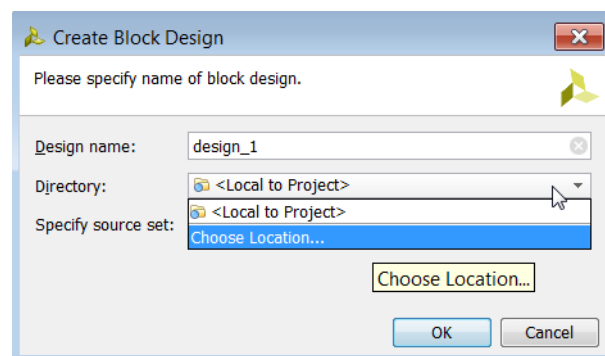 Create Block Design
Please specify name of block design.
Design name: design_1
Directory: <Local to Project>
<Local to Project>
Specify source set:
Choose Location...
Choose Location...
OK Cancel